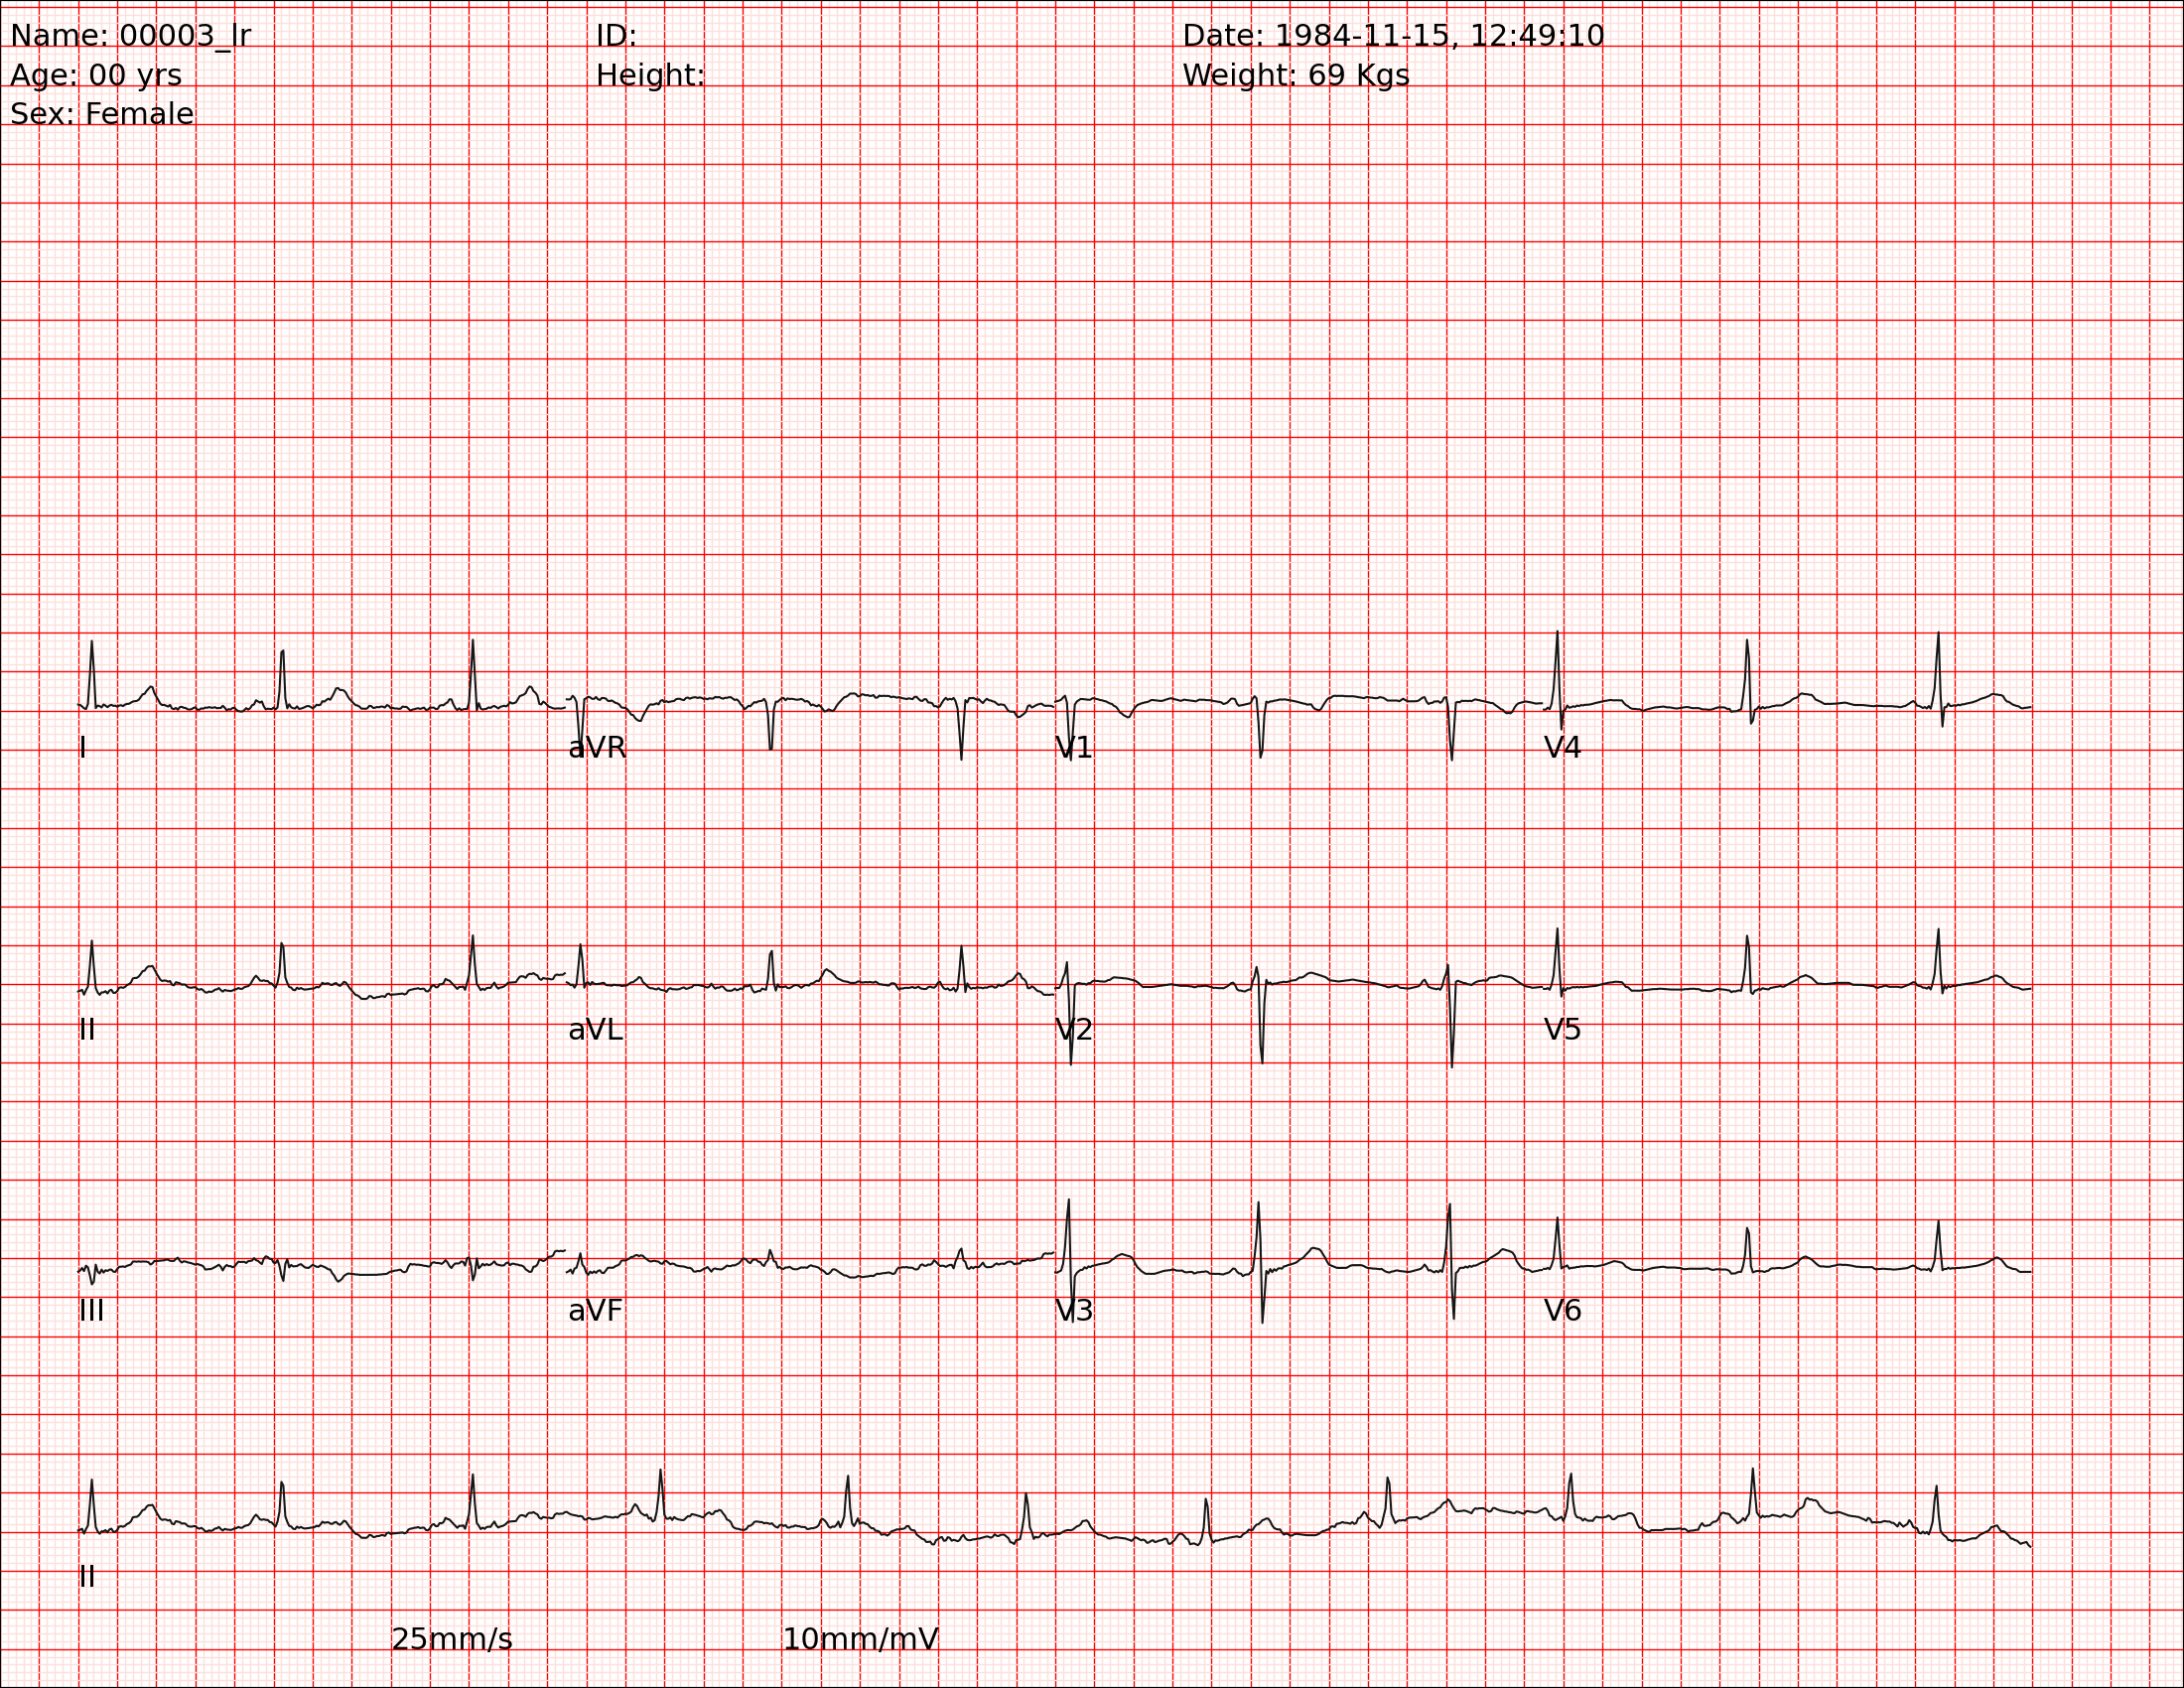 Name: 00003_lr
ID:
Date: 1984-11-15, 12:49:10
Age: 00 yrs
Height:
Weight: 69 Kgs
Sex: Female
I
aVR
V1
V4
II
aVL
V2
V5
III
aVF
V3
V6
II
25mm/s
10mm/mV